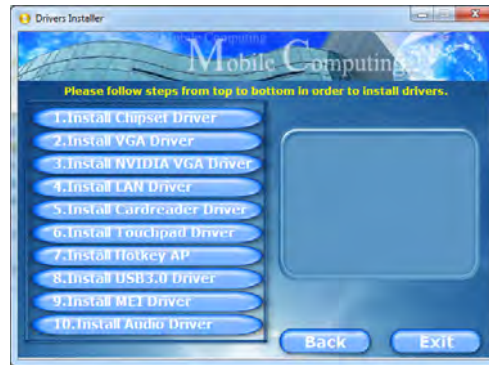 Drivers Installer
Mobile Computing
Mobile Computing
Please follow steps from top to bottom in order to install drivers.
1.Install Chipset Driver
2.Install VGA Driver
3.Install NVIDIA VGA Driver
4.Install LAN Driver
5.Install Cardreader Driver
6.Install Touchpad Driver
7.Install Hotkey AP
8.Install USB3.0 Driver
9.Install MEI Driver
10.Install Audio Driver
Back
Exit